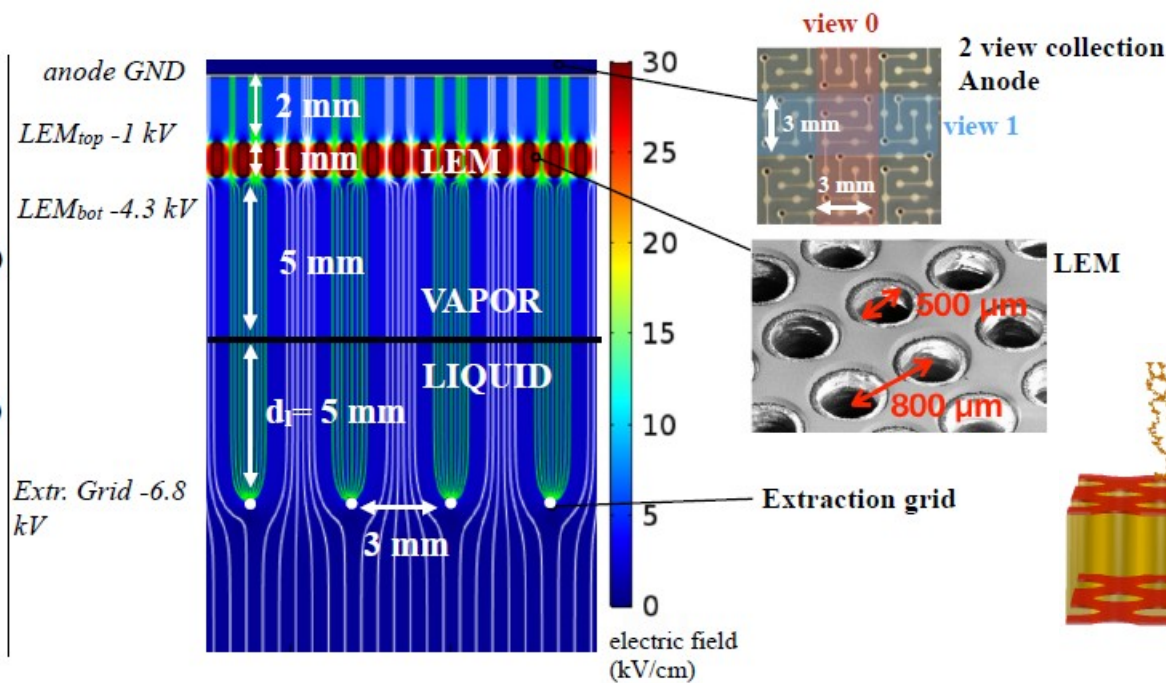 anode GND
LEMtop -1 kV
LEMbot -4.3 kV
Extr. Grid -6.8
kV
2 mm
1 mm
LEM
5 mm
VAPOR
LIQUID
dl= 5 mm
3 mm
30
25
20
15
10
5
0
electric field
(kV/cm)
view 0
2 view collection
Anode
3 mm
view 1
3 mm
LEM
500 µm
800 µm
Extraction grid